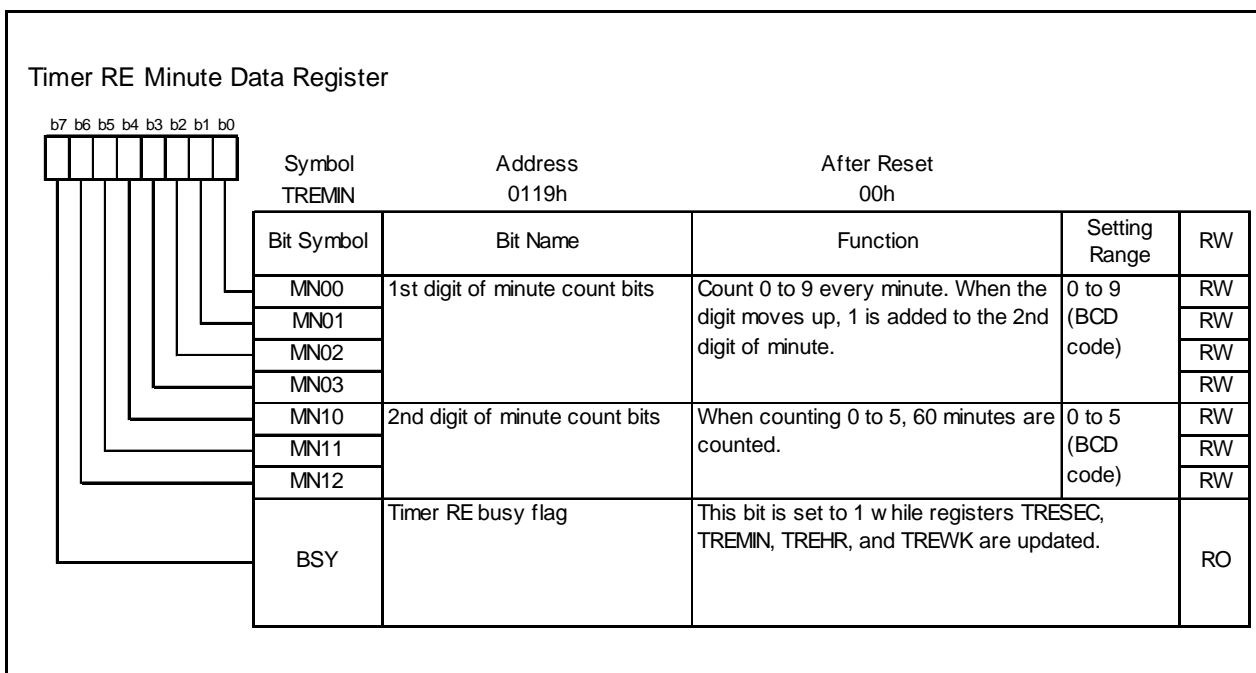 Timer RE Minute Data Register
b7 b6 b5 b4 b3 b2 b1 b0
Symbol Address After Reset
TREMIN 0119h 00h
Bit Symbol Bit Name Function Setting Range RW
MN00 1st digit of minute count bits Count 0 to 9 every minute. When the 0 to 9 RW
MN01 digit moves up, 1 is added to the 2nd (BCD RW
MN02 digit of minute. code) RW
MN03 RW
MN10 2nd digit of minute count bits When counting 0 to 5, 60 minutes are 0 to 5 RW
MN11 counted. (BCD RW
MN12 code) RW
Timer RE busy flag This bit is set to 1 w hile registers TRESEC,
TREMIN, TREHR, and TREWK are updated.
BSY RO